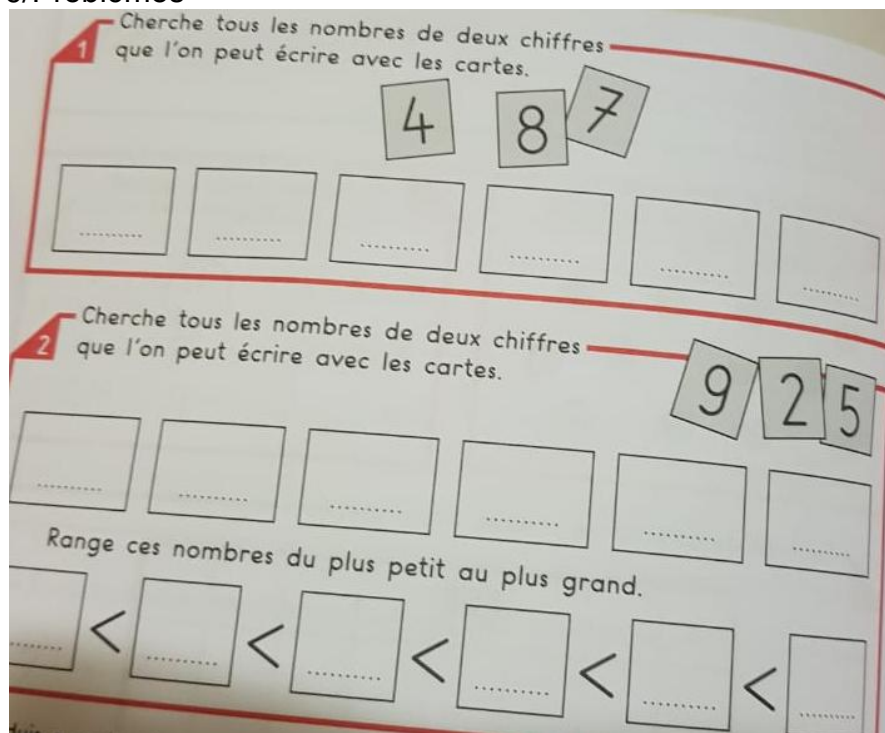 1
Cherche tous les nombres de deux chiffres
que l'on peut écrire avec les cartes.
4 8 7
.......... .......... .......... .......... .......... ..........
2
Cherche tous les nombres de deux chiffres
que l'on peut écrire avec les cartes.
9 2 5
.......... .......... .......... .......... .......... ..........
Range ces nombres du plus petit au plus grand.
.......... < .......... < .......... < .......... < .......... < ..........